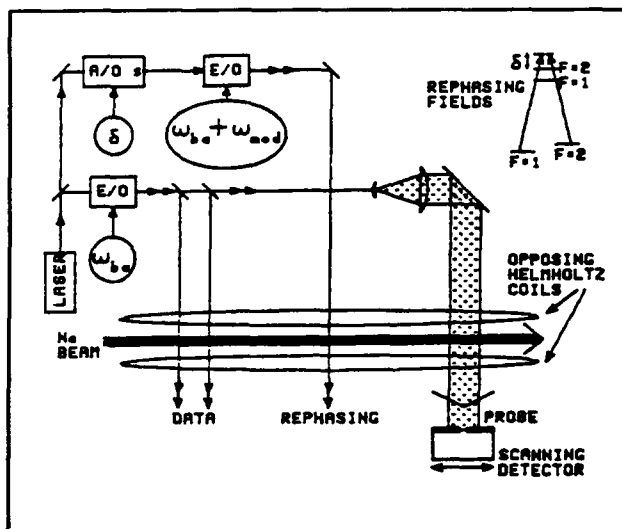 A/O s
E/O
δ
ω_ba + ω_mod
REPHASING
FIELDS
δ
F=2
F=1
F=1
F=2
E/O
ω_ba
LASER
OPPOSING
HELMHOLTZ
COILS
Na
BEAM
DATA
REPHASING
PROBE
SCANNING
DETECTOR